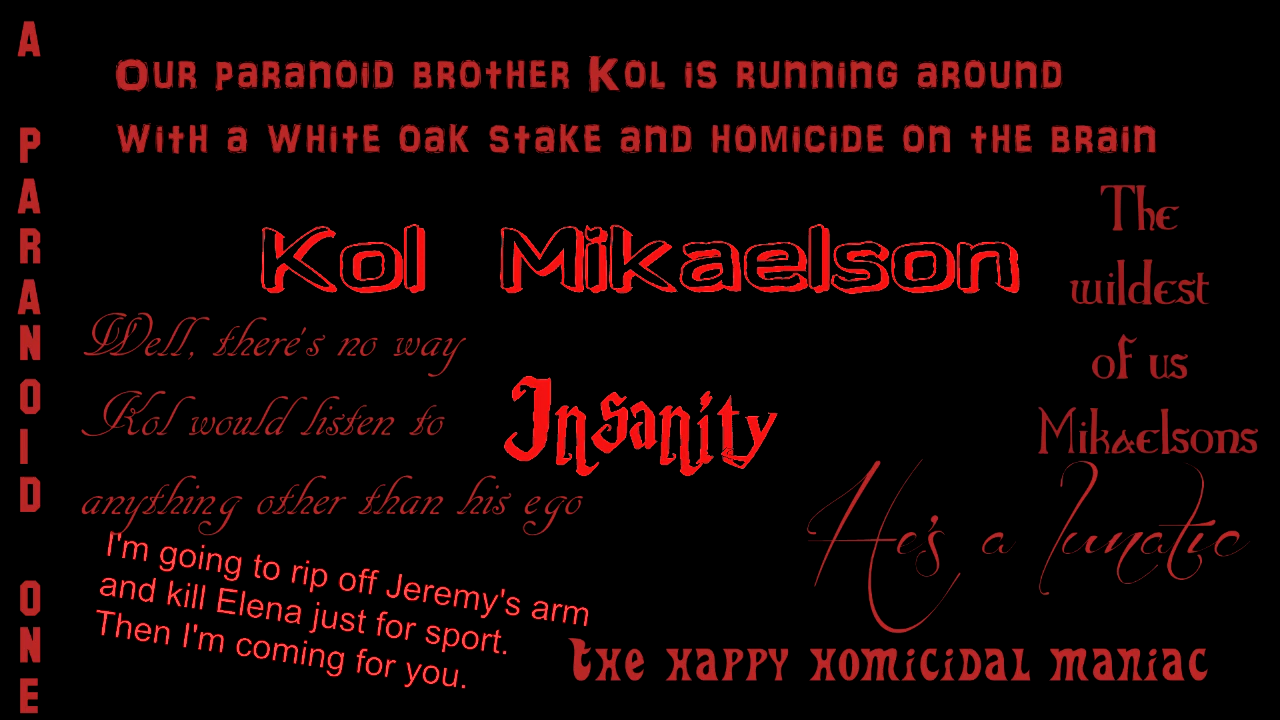 A PARANOID ONE
Our paranoid brother Kol is running around
with a white oak stake and homicide on the brain
Kol Mikaelson
The
wildest
of us
Mikaelsons
Well, there's no way
Kol would listen to
anything other than his ego
Insanity
He's a lunatic
I'm going to rip off Jeremy's arm
and kill Elena just for sport.
Then I'm coming for you.
the happy homicidal maniac